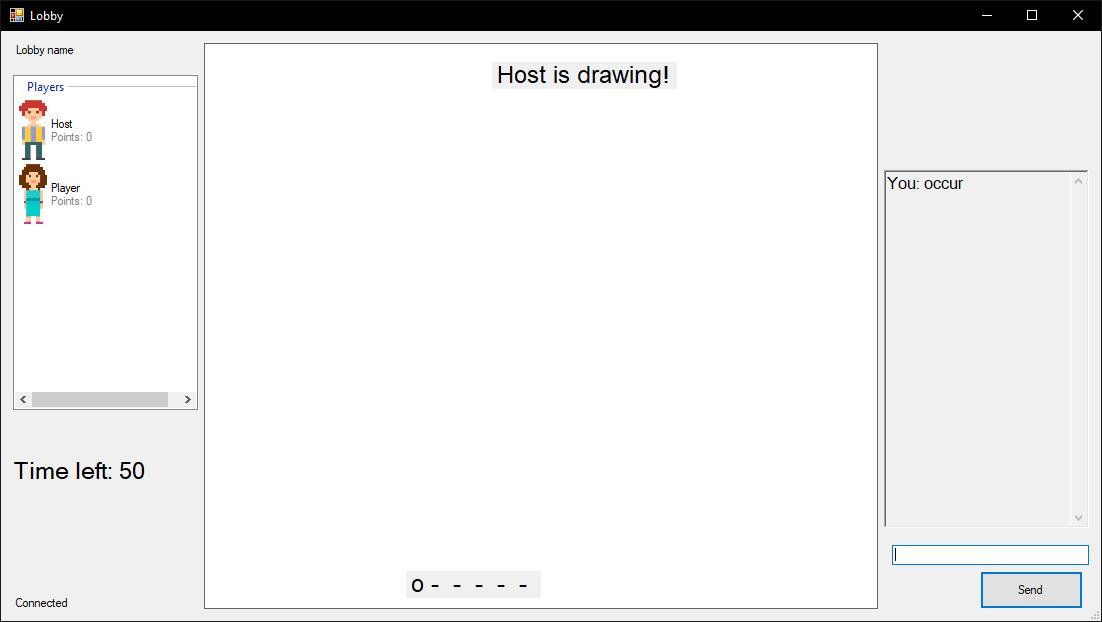 Lobby
Lobby name
Players
Host
Points: 0
Player
Points: 0
Time left: 50
Connected
Host is drawing!
o - - - - -
You: occur
Send